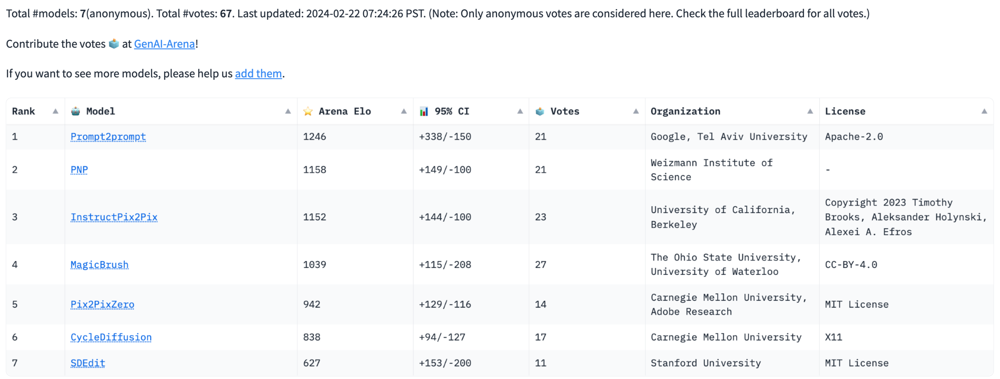 Total #models: 7(anonymous). Total #votes: 67. Last updated: 2024-02-22 07:24:26 PST. (Note: Only anonymous votes are considered here. Check the full leaderboard for all votes.)
Contribute the votes 🗳️ at GenAI-Arena!
If you want to see more models, please help us add them.
Rank ▲ 🤖 Model ▲ ⭐ Arena Elo ▲ 📊 95% CI ▲ 🗳️ Votes ▲ Organization ▲ License ▲
1 Prompt2prompt 1246 +338/-150 21 Google, Tel Aviv University Apache-2.0
2 PNP 1158 +149/-100 21 Weizmann Institute of
Science -
3 InstructPix2Pix 1152 +144/-100 23 University of California,
Berkeley Copyright 2023 Timothy
Brooks, Aleksander Holynski,
Alexei A. Efros
4 MagicBrush 1039 +115/-208 27 The Ohio State University,
University of Waterloo CC-BY-4.0
5 Pix2PixZero 942 +129/-116 14 Carnegie Mellon University,
Adobe Research MIT License
6 CycleDiffusion 838 +94/-127 17 Carnegie Mellon University X11
7 SDEdit 627 +153/-200 11 Stanford University MIT License